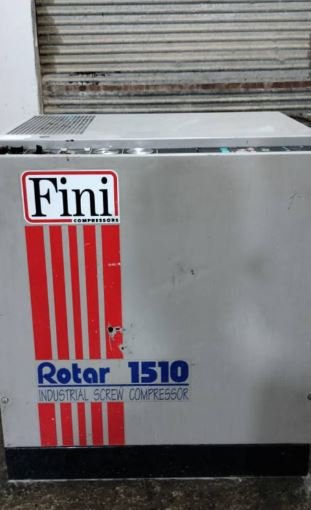 Fini
COMPRESSORS
Rotar 1510
INDUSTRIAL SCREW COMPRESSOR